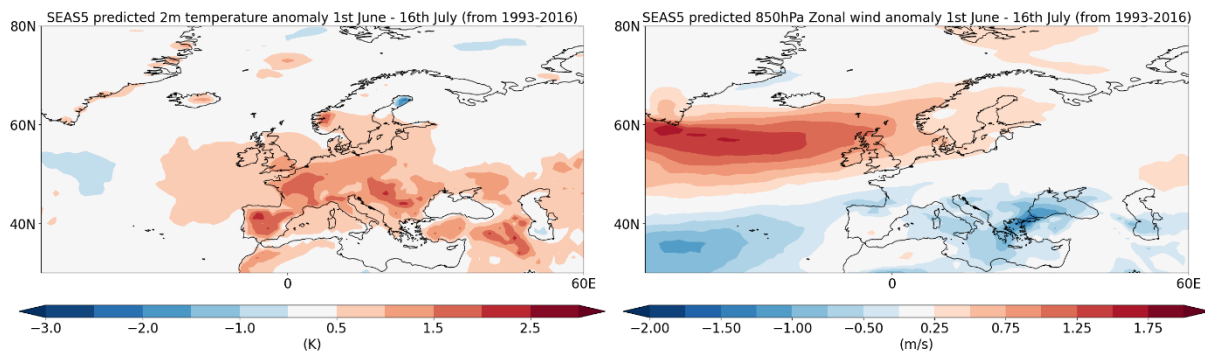 SEAS5 predicted 2m temperature anomaly 1st June - 16th July (from 1993-2016)
80N
60N
40N
0
60E
−3.0 −2.0 −1.0 0.5 1.5 2.5
(K)
SEAS5 predicted 850hPa Zonal wind anomaly 1st June - 16th July (from 1993-2016)
80N
60N
40N
0
60E
−2.00 −1.50 −1.00 −0.50 0.25 0.75 1.25 1.75
(m/s)